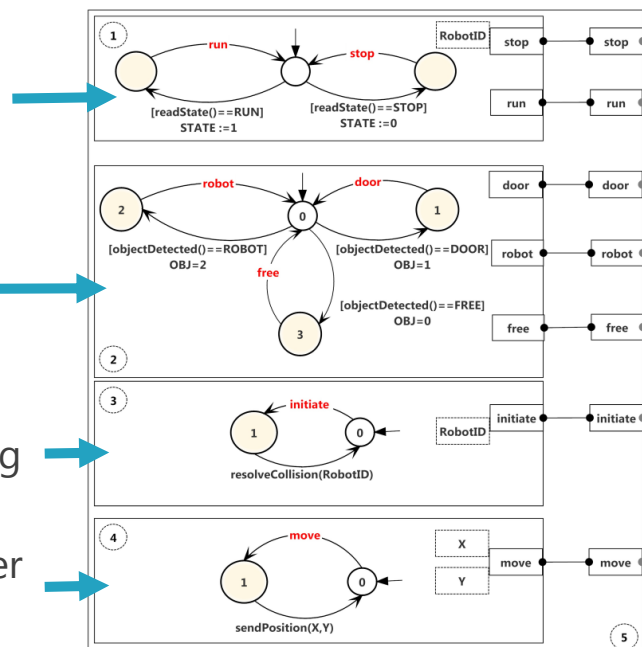 1
run
stop
[readState()==RUN]
STATE :=1
[readState()==STOP]
STATE :=0
RobotID
stop
stop
run
run
2
robot
0
door
1
[objectDetected()==ROBOT]
OBJ=2
[objectDetected()==DOOR]
OBJ=1
free
[objectDetected()==FREE]
OBJ=0
3
2
door
door
robot
robot
free
free
3
initiate
1
0
resolveCollision(RobotID)
RobotID
initiate
initiate
g
4
move
1
0
sendPosition(X,Y)
X
Y
move
move
er
5